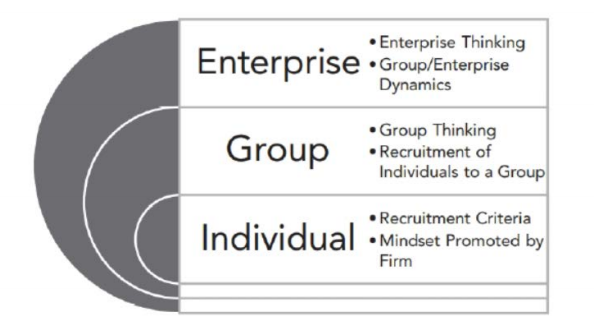 Enterprise
• Enterprise Thinking
• Group/Enterprise
Dynamics
Group
• Group Thinking
• Recruitment of
Individuals to a Group
Individual
• Recruitment Criteria
• Mindset Promoted by
Firm